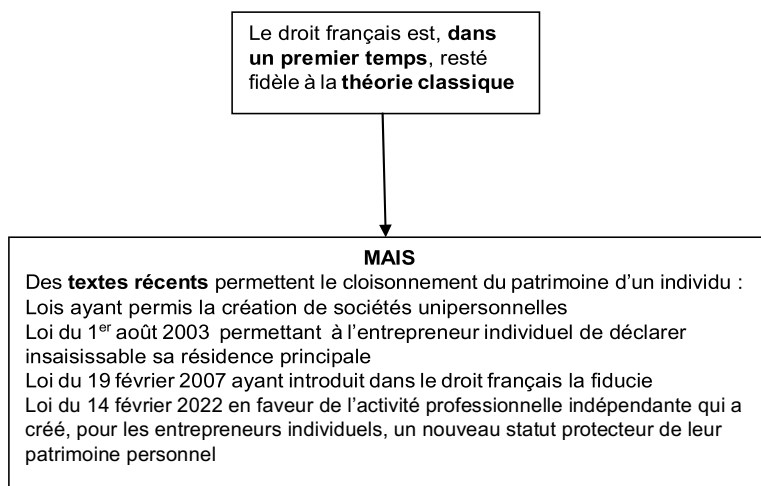 Le droit français est, dans
un premier temps, resté
fidèle à la théorie classique
MAIS
Des textes récents permettent le cloisonnement du patrimoine d’un individu :
Lois ayant permis la création de sociétés unipersonnelles
Loi du 1er août 2003 permettant à l’entrepreneur individuel de déclarer
insaisissable sa résidence principale
Loi du 19 février 2007 ayant introduit dans le droit français la fiducie
Loi du 14 février 2022 en faveur de l’activité professionnelle indépendante qui a
créé, pour les entrepreneurs individuels, un nouveau statut protecteur de leur
patrimoine personnel